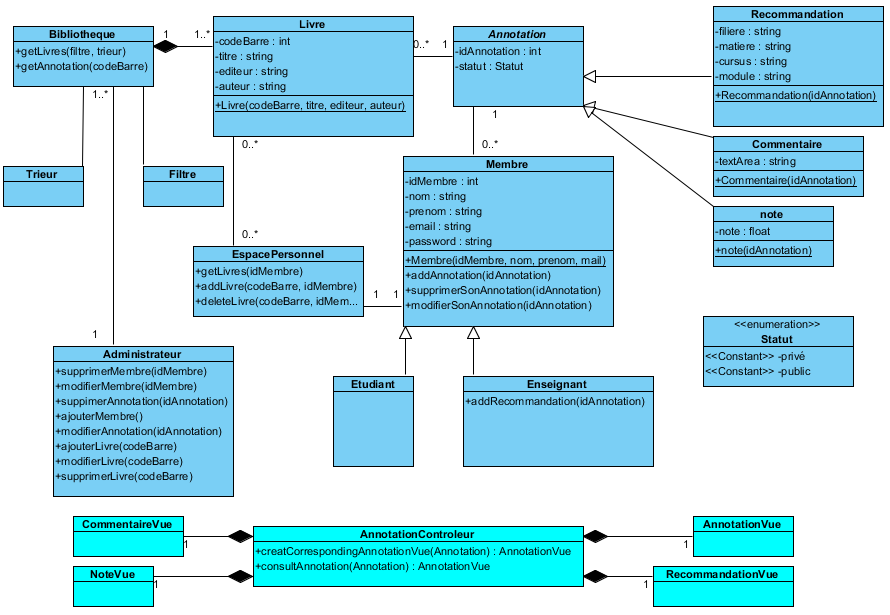 Bibliotheque
+getLivres(filtre, trieur)
+getAnnotation(codeBarre)
1
1..*
Livre
-codeBarre : int
-titre : string
-editeur : string
-auteur : string
+Livre(codeBarre, titre, editeur, auteur)
0..*
1
Annotation
-idAnnotation : int
-statut : Statut
Recommandation
-filiere : string
-matiere : string
-cursus : string
-module : string
+Recommandation(idAnnotation)
1..*
1
0..*
0..*
Commentaire
-textArea : string
+Commentaire(idAnnotation)
Trieur
Filtre
Membre
-idMembre : int
-nom : string
-prenom : string
-email : string
-password : string
+Membre(idMembre, nom, prenom, mail)
+addAnnotation(idAnnotation)
+supprimerSonAnnotation(idAnnotation)
+modifierSonAnnotation(idAnnotation)
note
-note : float
+note(idAnnotation)
0..*
EspacePersonnel
+getLivres(idMembre)
+addLivre(codeBarre, idMembre)
+deleteLivre(codeBarre, idMem...
1
1
<<enumeration>>
Statut
<<Constant>> -privé
<<Constant>> -public
1
Administrateur
+supprimerMembre(idMembre)
+modifierMembre(idMembre)
+suppimerAnnotation(idAnnotation)
+ajouterMembre()
+modifierAnnotation(idAnnotation)
+ajouterLivre(codeBarre)
+modifierLivre(codeBarre)
+supprimerLivre(codeBarre)
Etudiant
Enseignant
+addRecommandation(idAnnotation)
CommentaireVue
1
AnnotationControleur
+creatCorrespondingAnnotationVue(Annotation) : AnnotationVue
+consultAnnotation(Annotation) : AnnotationVue
AnnotationVue
1
NoteVue
1
RecommandationVue
1